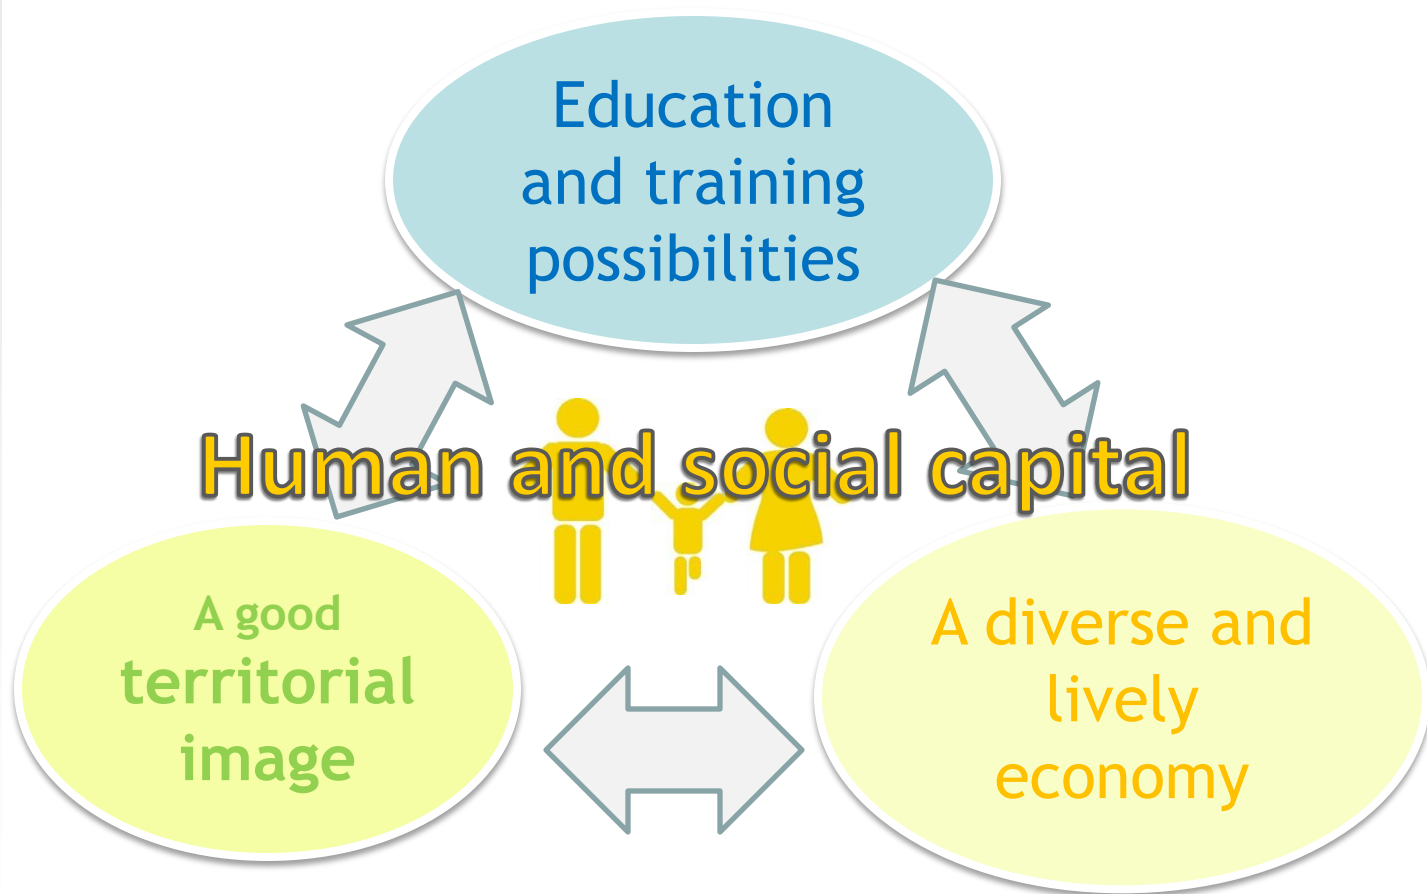 Education
and training
possibilities
Human and social capital
A good
territorial
image
A diverse and
lively
economy